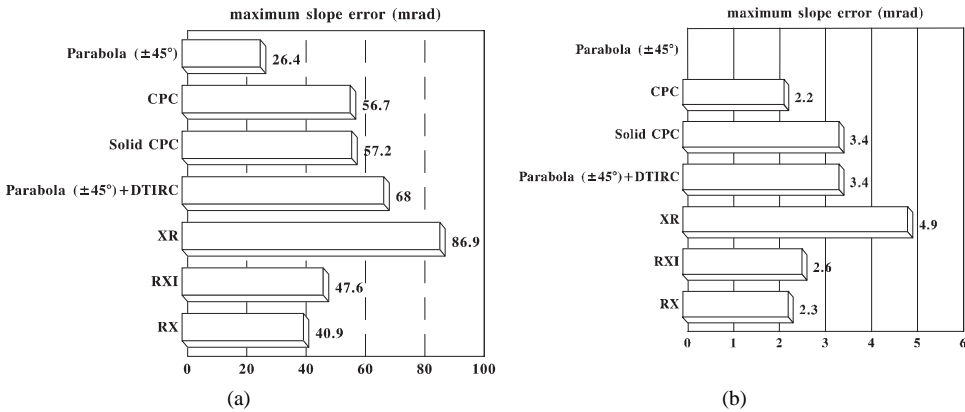 maximum slope error (mrad)
Parabola (±45°)
26.4
CPC
56.7
Solid CPC
57.2
Parabola (±45°)+DTIRC
68
XR
86.9
RXI
47.6
RX
40.9
0 20 40 60 80 100
(a)
maximum slope error (mrad)
Parabola (±45°)
CPC
2.2
Solid CPC
3.4
Parabola (±45°)+DTIRC
3.4
XR
4.9
RXI
2.6
RX
2.3
0 1 2 3 4 5 6
(b)